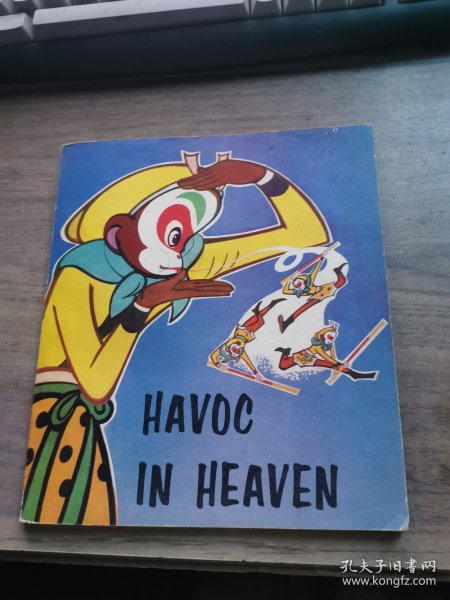 HAVOC
IN HEAVEN
孔夫子旧书网
www.kongfz.com